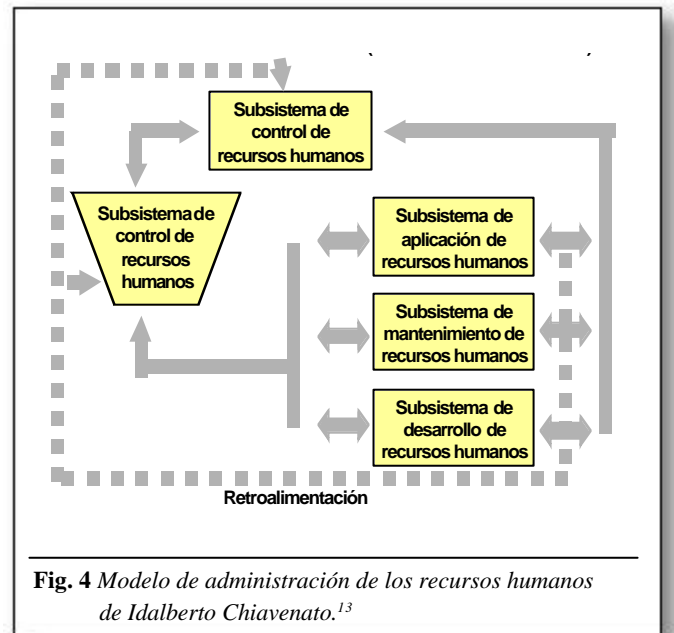 Subsistema de
control de
recursos humanos
Subsistema de
control de
recursos
humanos
Subsistema de
aplicación de
recursos humanos
Subsistema de
mantenimiento de
recursos humanos
Subsistema de
desarrollo de
recursos humanos
Retroalimentación
Fig. 4 Modelo de administración de los recursos humanos
de Idalberto Chiavenato.13